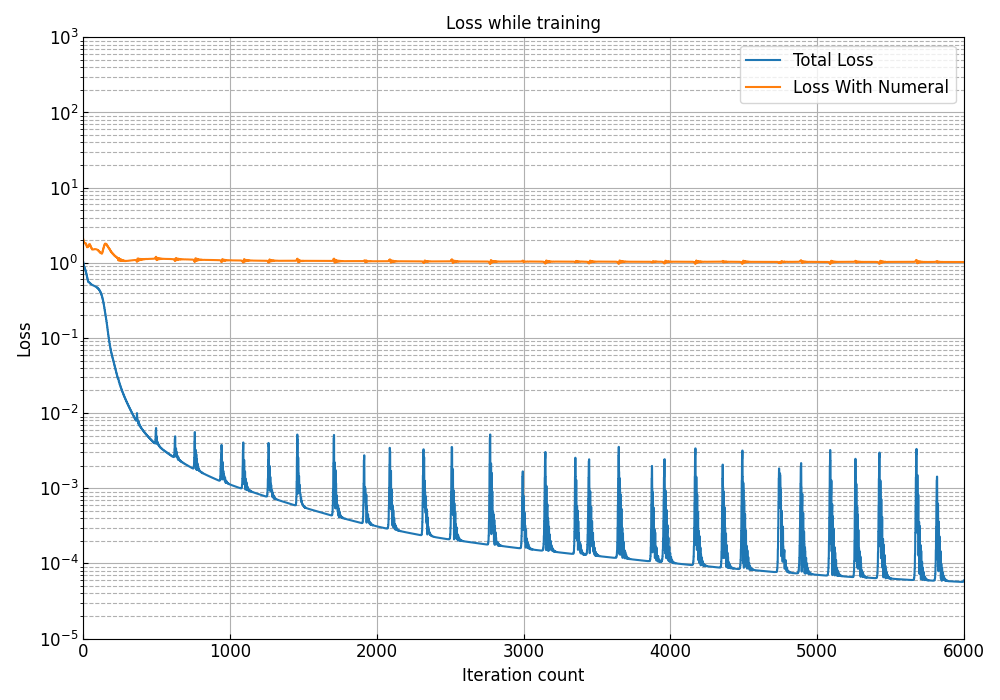 Loss while training
10³
10²
10¹
10⁰
10⁻¹
10⁻²
10⁻³
10⁻⁴
10⁻⁵
Loss
Total Loss
Loss With Numeral
0 1000 2000 3000 4000 5000 6000
Iteration count